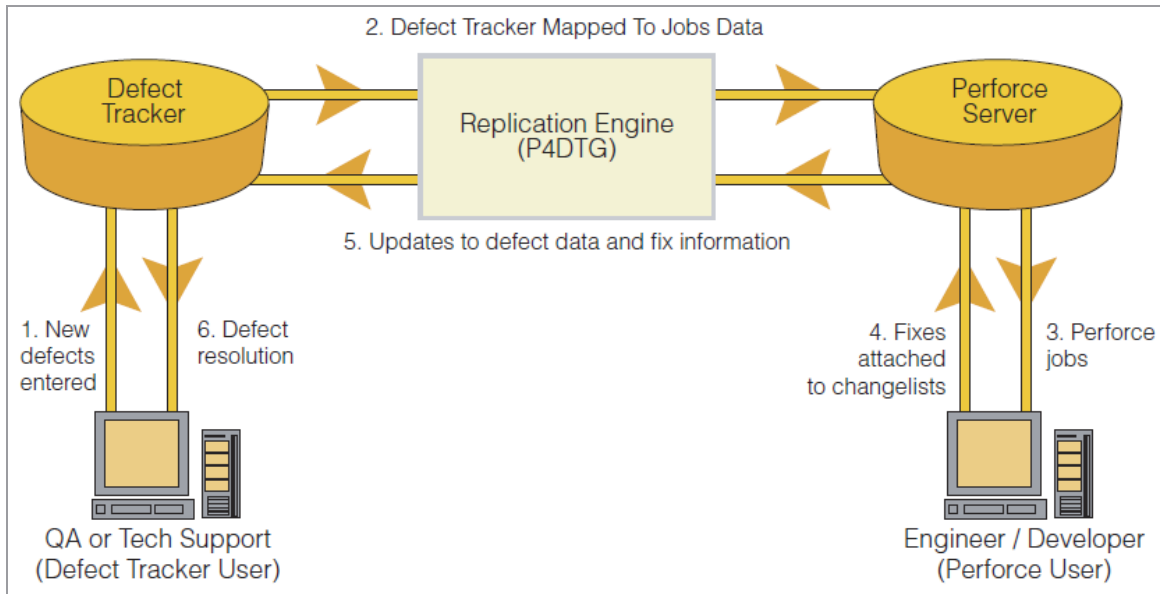 2. Defect Tracker Mapped To Jobs Data
Defect
Tracker
Replication Engine
(P4DTG)
Perforce
Server
5. Updates to defect data and fix information
1. New
defects
entered
6. Defect
resolution
4. Fixes
attached
to changelists
3. Perforce
jobs
QA or Tech Support
(Defect Tracker User)
Engineer / Developer
(Perforce User)